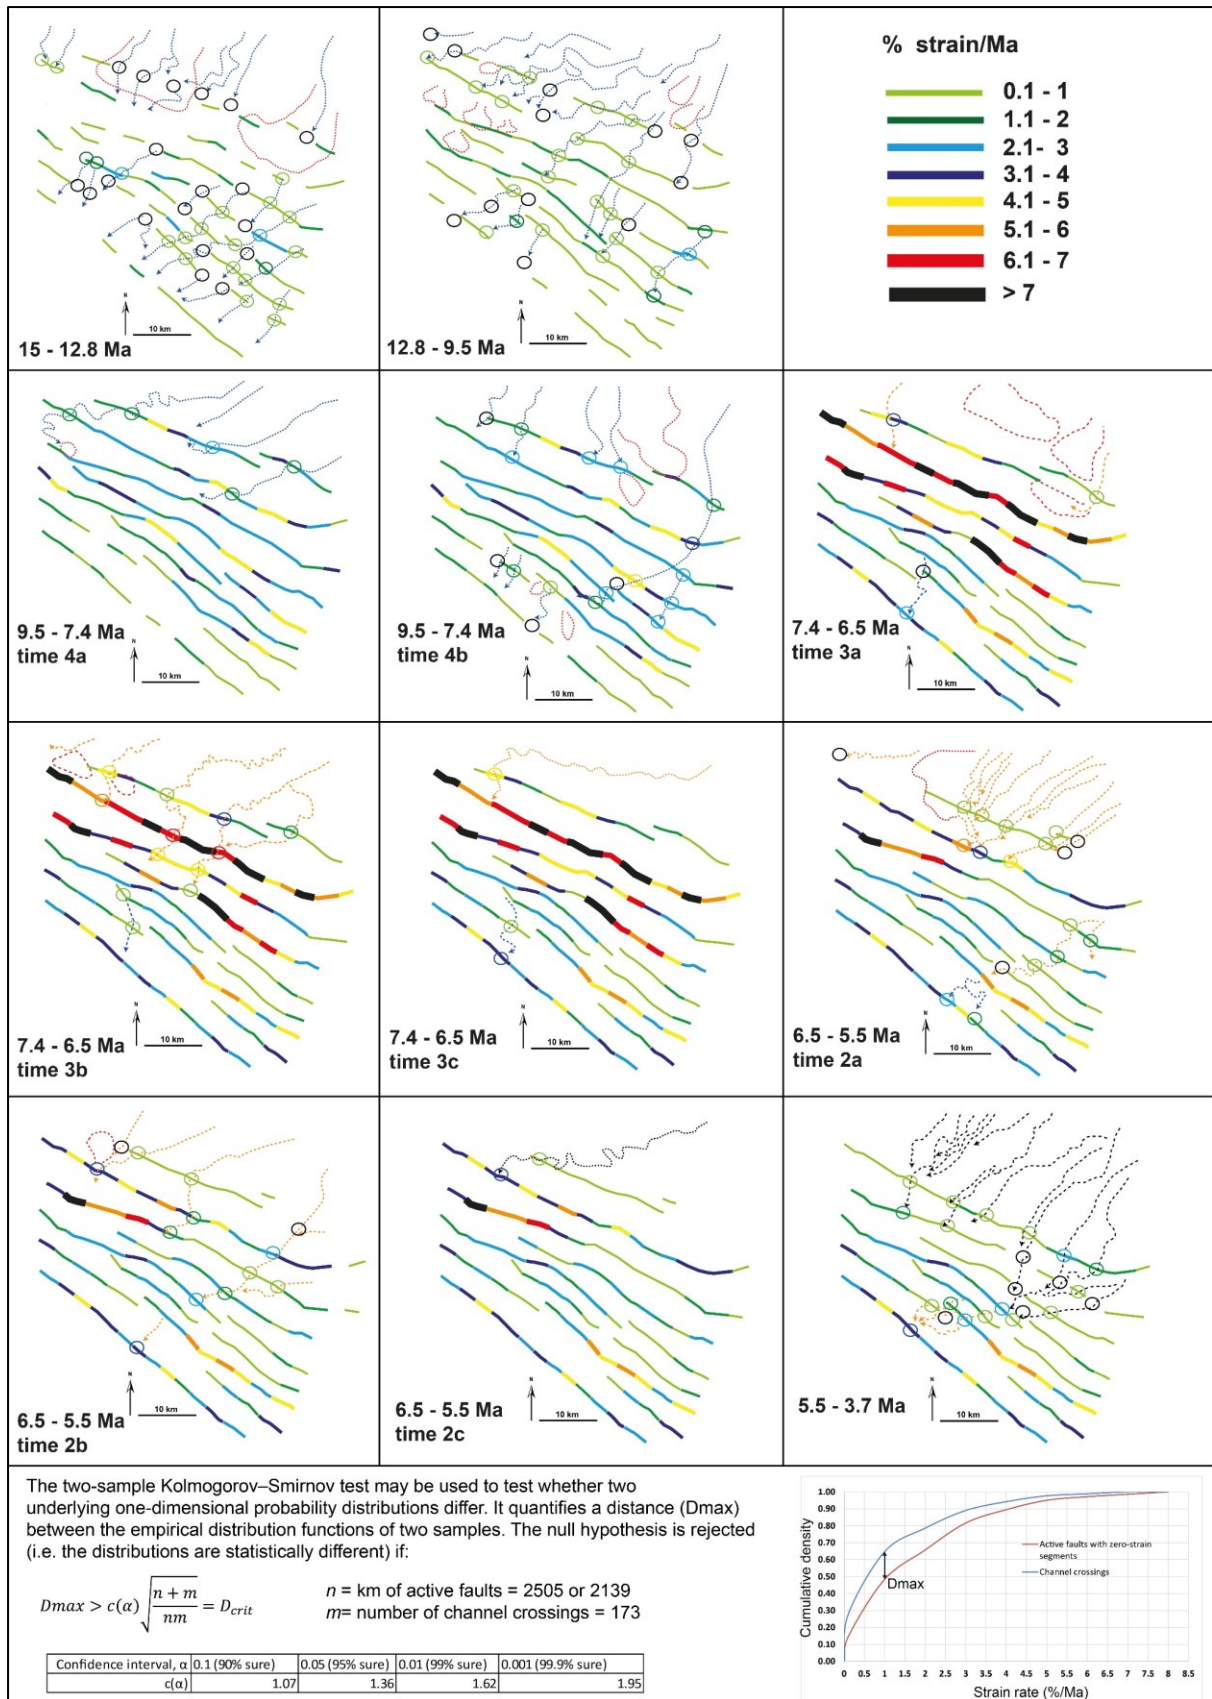 % strain/Ma
0.1 - 1
1.1 - 2
2.1- 3
3.1 - 4
4.1 - 5
5.1 - 6
6.1 - 7
> 7
N
10 km
15 - 12.8 Ma
N
10 km
12.8 - 9.5 Ma
9.5 - 7.4 Ma
time 4a
N
10 km
9.5 - 7.4 Ma
time 4b
N
10 km
7.4 - 6.5 Ma
time 3a
N
10 km
7.4 - 6.5 Ma
time 3b
N
10 km
7.4 - 6.5 Ma
time 3c
N
10 km
6.5 - 5.5 Ma
time 2a
N
10 km
6.5 - 5.5 Ma
time 2b
N
10 km
6.5 - 5.5 Ma
time 2c
N
10 km
5.5 - 3.7 Ma
N
10 km
The two-sample Kolmogorov–Smirnov test may be used to test whether two
underlying one-dimensional probability distributions differ. It quantifies a distance (Dmax)
between the empirical distribution functions of two samples. The null hypothesis is rejected
(i.e. the distributions are statistically different) if:
Dmax > c(α) √((n + m)/(nm)) = D_crit
n = km of active faults = 2505 or 2139
m= number of channel crossings = 173
Confidence interval, α 0.1 (90% sure) 0.05 (95% sure) 0.01 (99% sure) 0.001 (99.9% sure)
c(α) 1.07 1.36 1.62 1.95
Cumulative density
1.00
0.90
0.80
0.70
0.60
0.50
0.40
0.30
0.20
0.10
0.00
Active faults with zero-strain
segments
Channel crossings
Dmax
0 0.5 1 1.5 2 2.5 3 3.5 4 4.5 5 5.5 6 6.5 7 7.5 8 8.5
Strain rate (%/Ma)